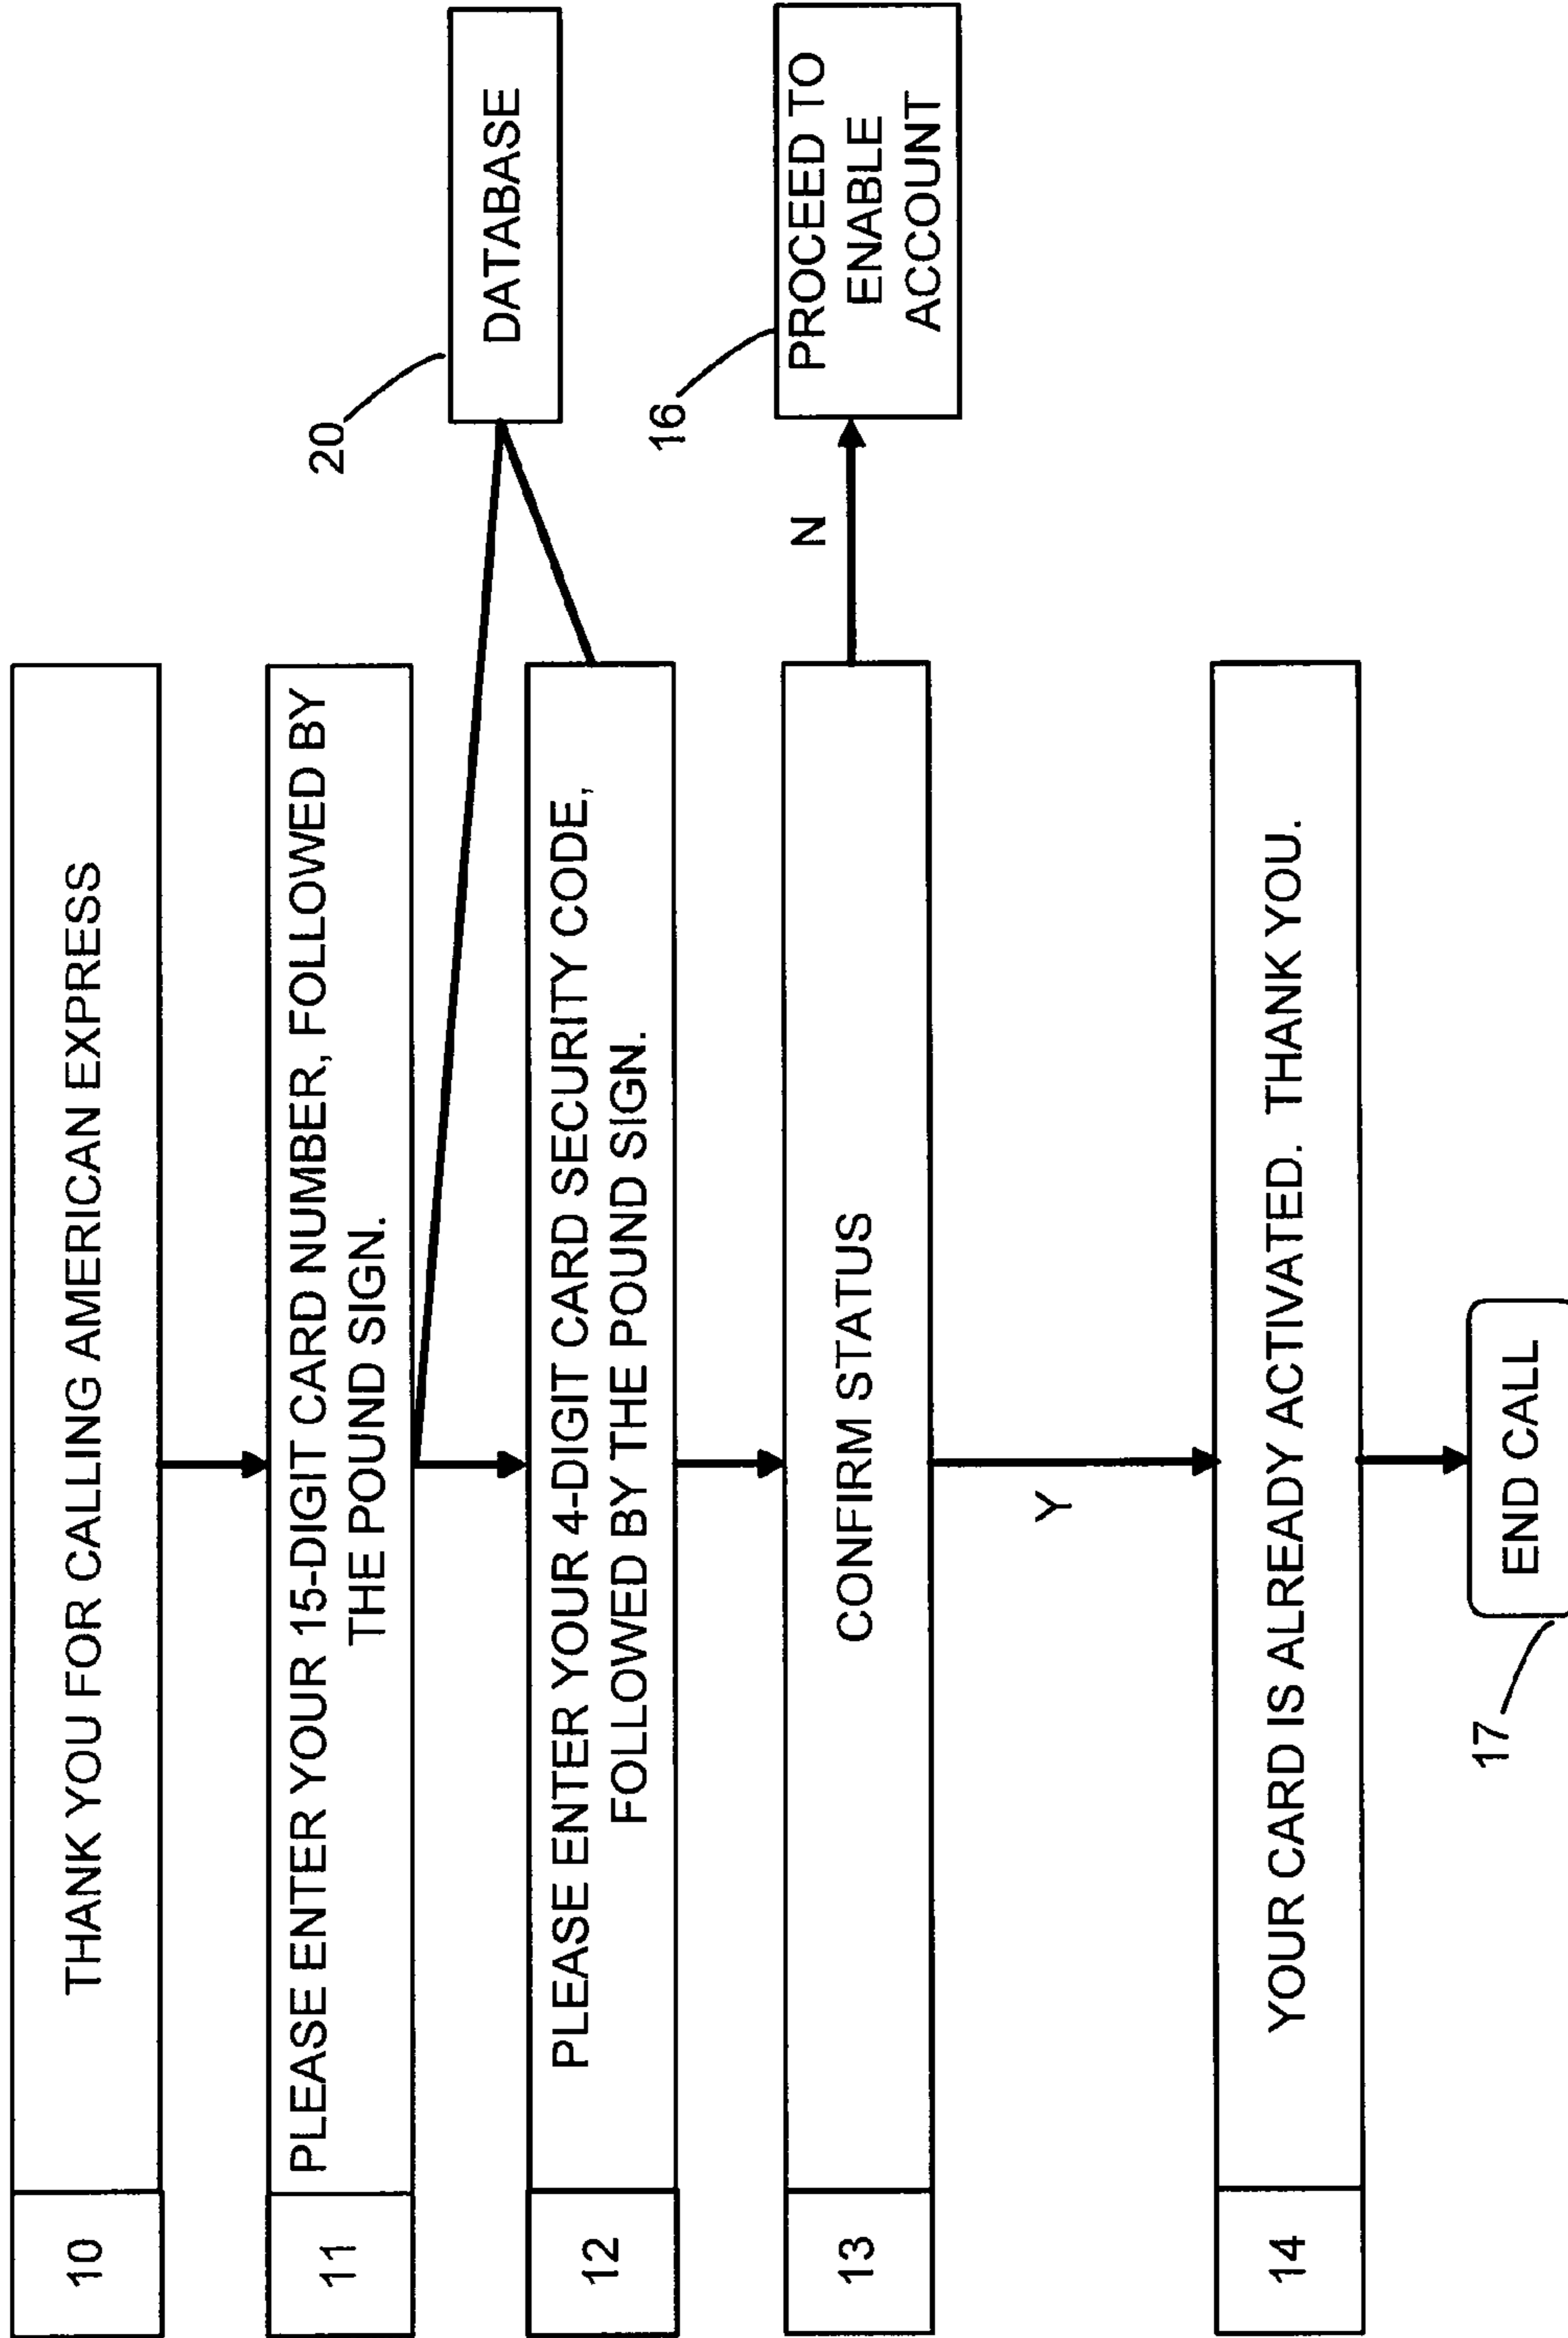 10
THANK YOU FOR CALLING AMERICAN EXPRESS
11
PLEASE ENTER YOUR 15-DIGIT CARD NUMBER, FOLLOWED BY
THE POUND SIGN.
20
DATABASE
12
PLEASE ENTER YOUR 4-DIGIT CARD SECURITY CODE,
FOLLOWED BY THE POUND SIGN.
13
CONFIRM STATUS
N
16
PROCEED TO
ENABLE
ACCOUNT
Y
14
YOUR CARD IS ALREADY ACTIVATED. THANK YOU.
17
END CALL